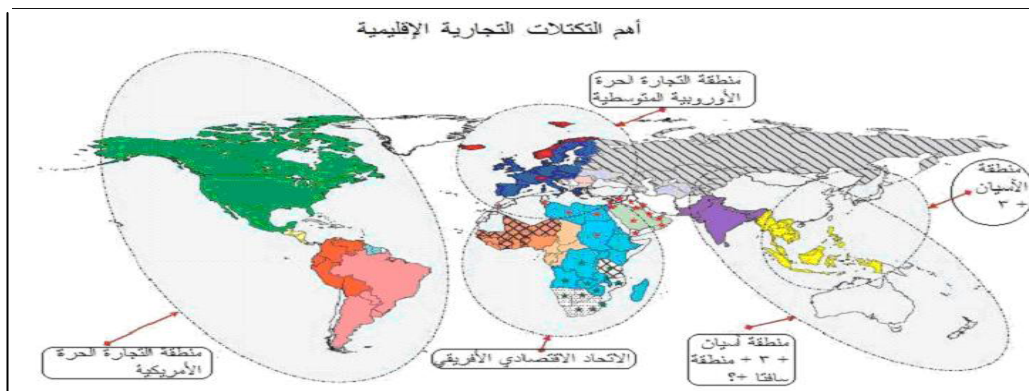 أهم التكتلات التجارية الإقليمية
منطقة التجارة الحرة
الأوروبية المتوسطية
منطقة
الأسيان
+ ٣
منطقة التجارة الحرة
الأمريكية
الاتحاد الاقتصادي الأفريقي
منطقة أسيان
+ ٣ + منطقة
سافتا +؟